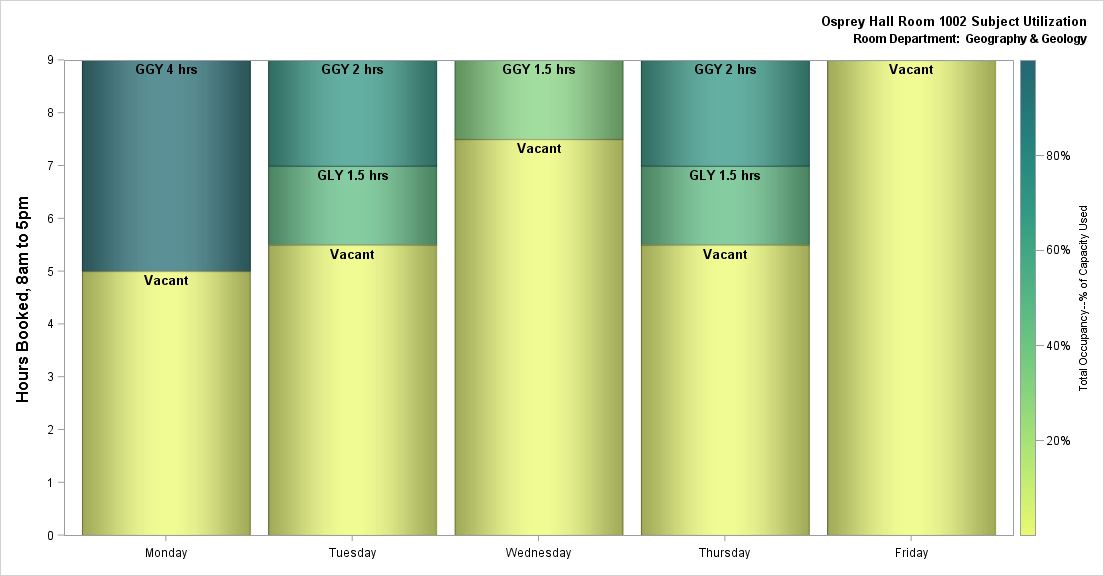 Osprey Hall Room 1002 Subject Utilization
Room Department: Geography & Geology
Hours Booked, 8am to 5pm
9
8
7
6
5
4
3
2
1
0
GGY 4 hrs
Vacant
GGY 2 hrs
GLY 1.5 hrs
Vacant
GGY 1.5 hrs
Vacant
GGY 2 hrs
GLY 1.5 hrs
Vacant
Vacant
Monday
Tuesday
Wednesday
Thursday
Friday
80%
60%
40%
20%
Total Occupancy--% of Capacity Used